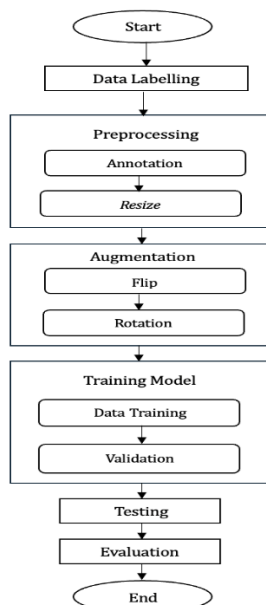 Start
Data Labelling
Preprocessing
Annotation
Resize
Augmentation
Flip
Rotation
Training Model
Data Training
Validation
Testing
Evaluation
End